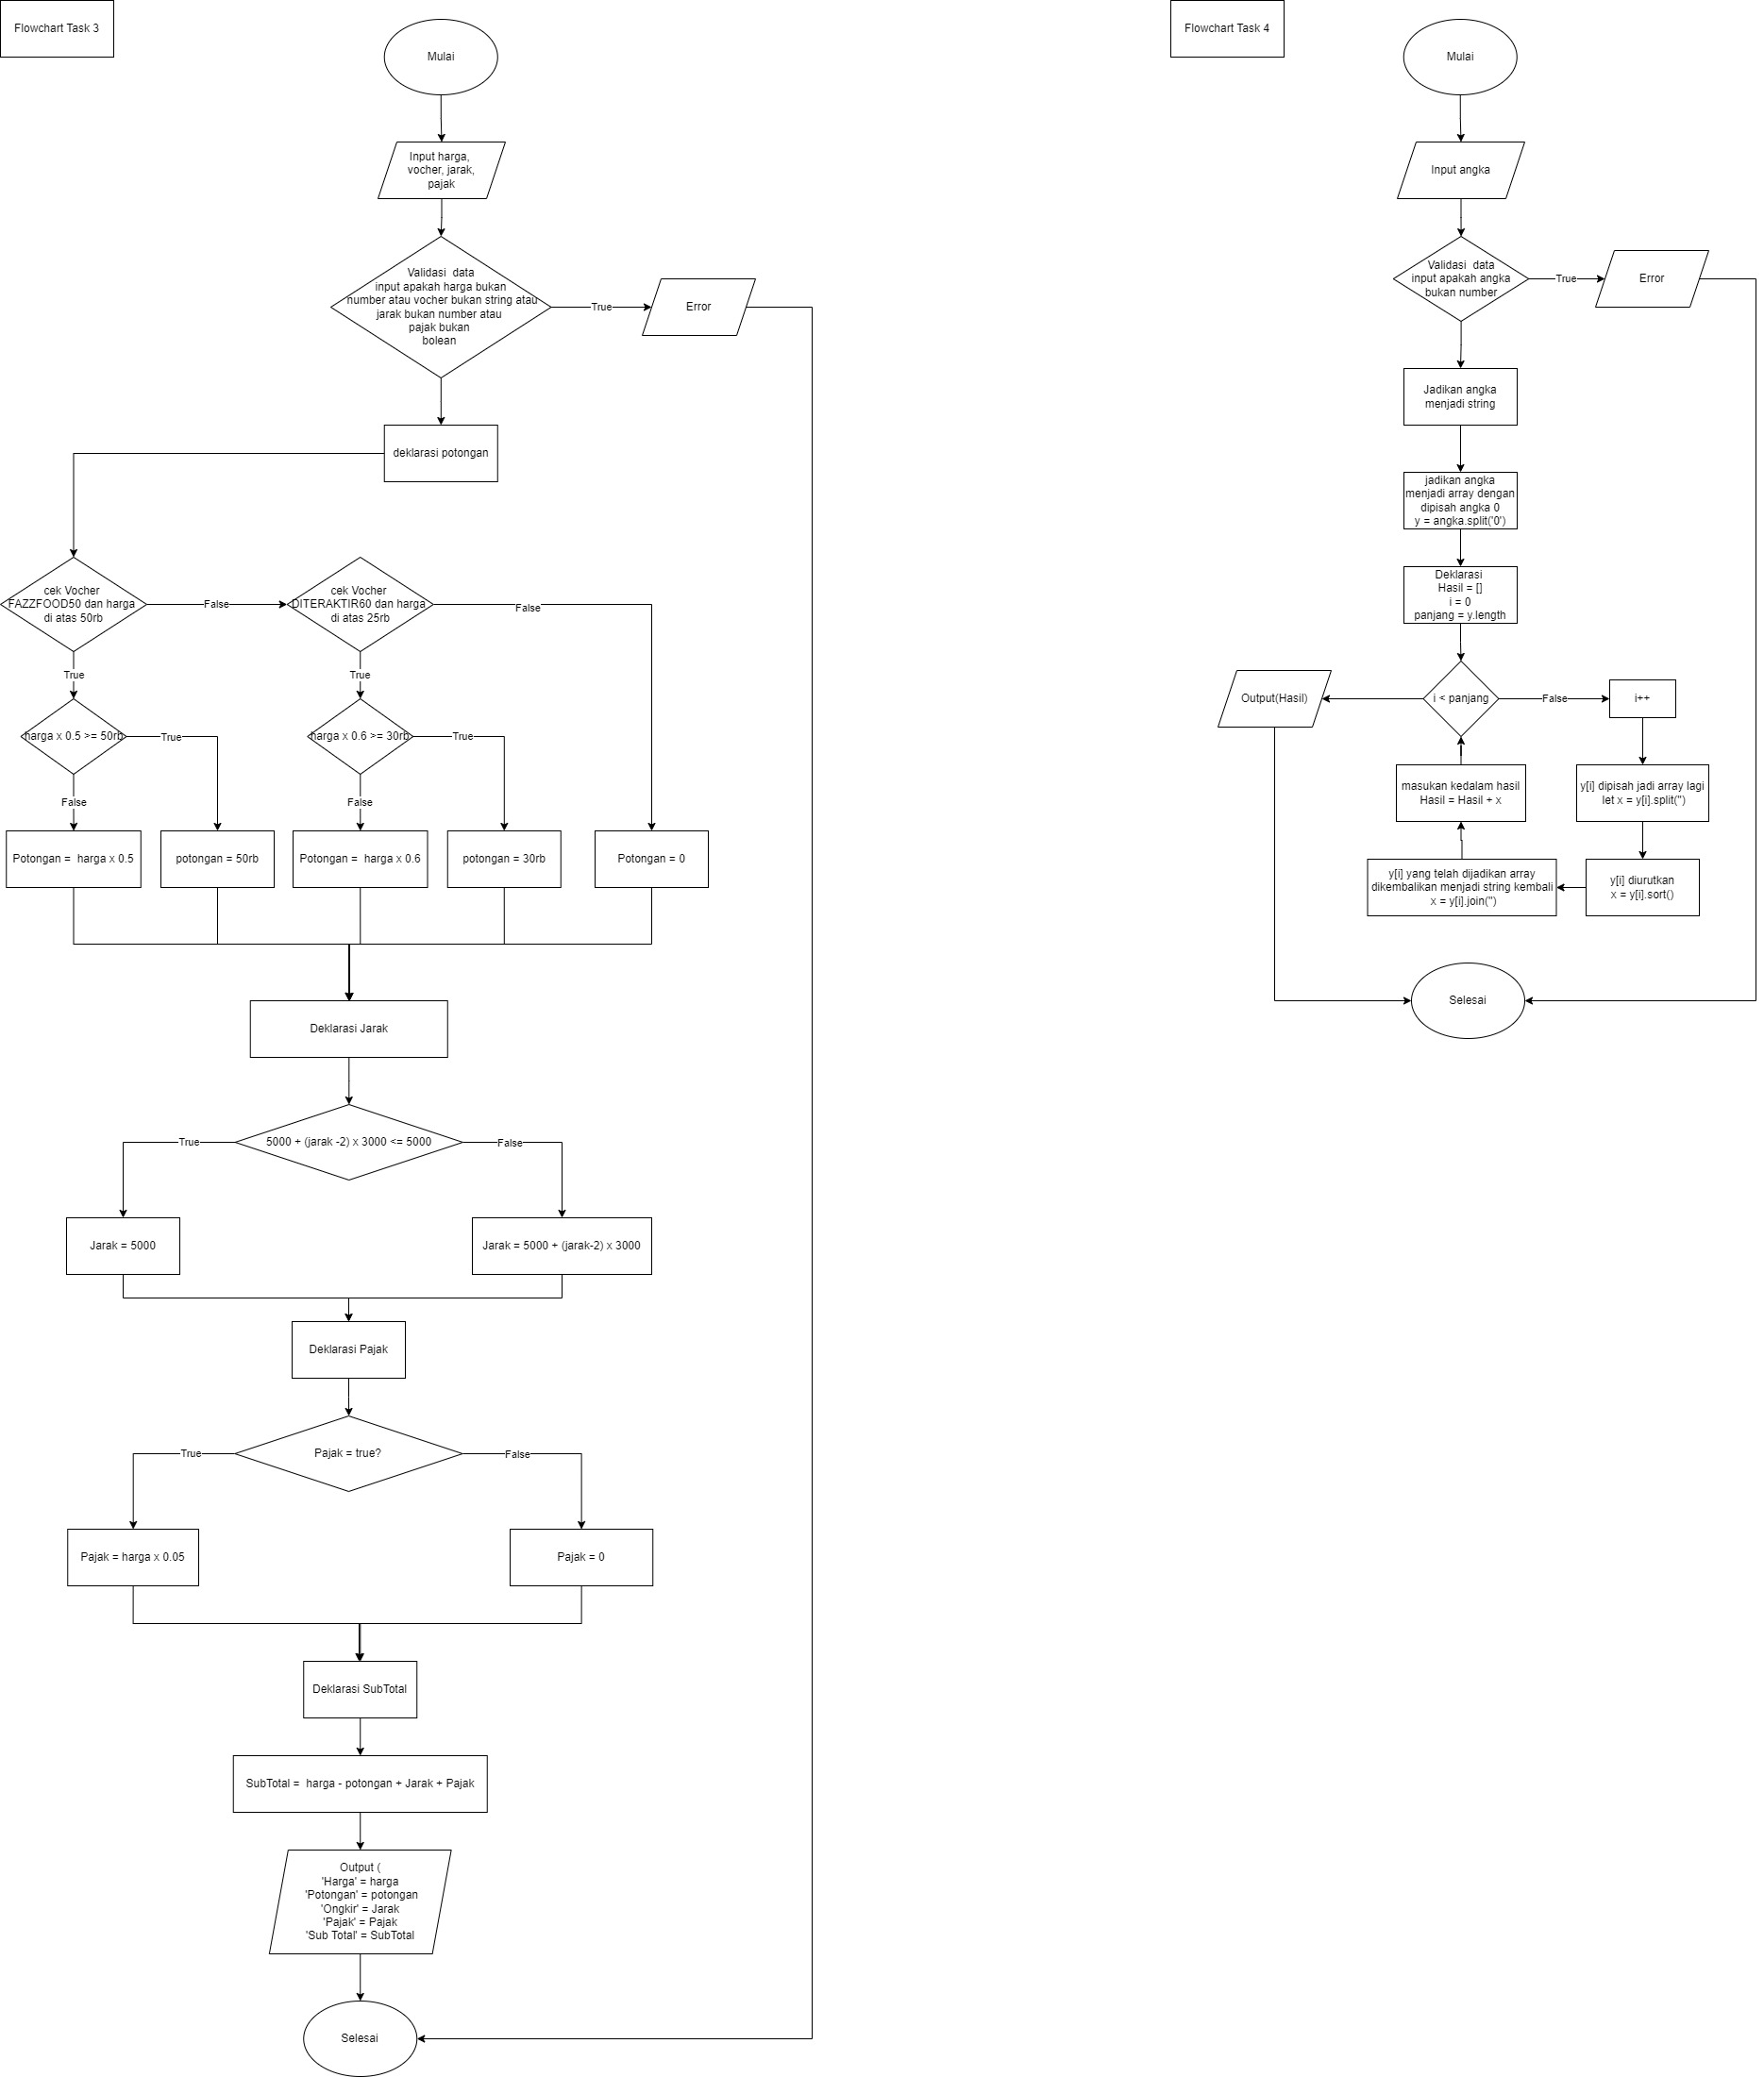 Flowchart Task 3
Mulai
Input harga,
vocher, jarak,
pajak
Validasi data
input apakah harga bukan
number atau vocher bukan string atau
jarak bukan number atau
pajak bukan
bolean
True
Error
deklarasi potongan
cek Vocher
FAZZFOOD50 dan harga
di atas 50rb
False
cek Vocher
DITERAKTIR60 dan harga
di atas 25rb
False
True
True
harga x 0.5 >= 50rb
True
harga x 0.6 >= 30rb
True
False
False
Potongan = harga x 0.5
potongan = 50rb
Potongan = harga x 0.6
potongan = 30rb
Potongan = 0
Deklarasi Jarak
True
5000 + (jarak -2) x 3000 <= 5000
False
Jarak = 5000
Jarak = 5000 + (jarak-2) x 3000
Deklarasi Pajak
True
Pajak = true?
False
Pajak = harga x 0.05
Pajak = 0
Deklarasi SubTotal
SubTotal = harga - potongan + Jarak + Pajak
Output (
'Harga' = harga
'Potongan' = potongan
'Ongkir' = Jarak
'Pajak' = Pajak
'Sub Total' = SubTotal
Selesai
Flowchart Task 4
Mulai
Input angka
Validasi data
input apakah angka
bukan number
True
Error
Jadikan angka
menjadi string
jadikan angka
menjadi array dengan
dipisah angka 0
y = angka.split('0')
Deklarasi
Hasil = []
i = 0
panjang = y.length
Output(Hasil)
i < panjang
False
i++
masukan kedalam hasil
Hasil = Hasil + x
y[i] dipisah jadi array lagi
let x = y[i].split('')
y[i] yang telah dijadikan array
dikembalikan menjadi string kembali
x = y[i].join('')
y[i] diurutkan
x = y[i].sort()
Selesai